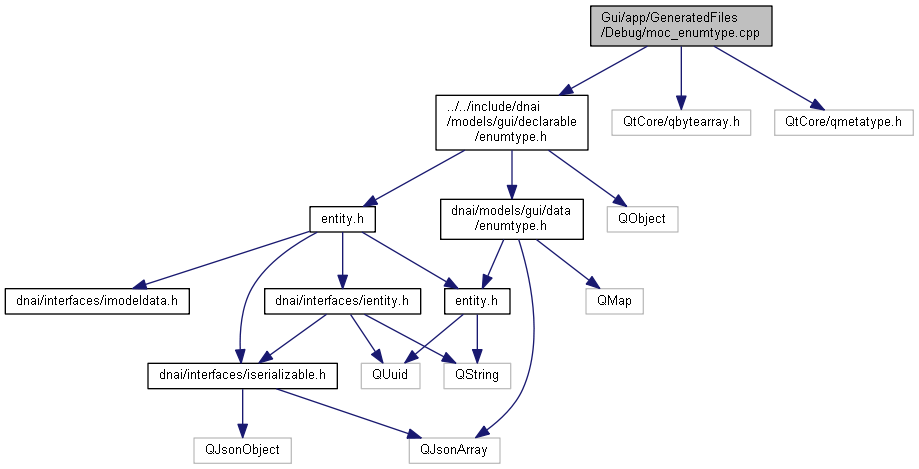 Gui/app/GeneratedFiles
/Debug/moc_enumtype.cpp
../../include/dnai
/models/gui/declarable
/enumtype.h
QtCore/qbytearray.h
QtCore/qmetatype.h
entity.h
dnai/models/gui/data
/enumtype.h
QObject
dnai/interfaces/imodeldata.h
dnai/interfaces/ientity.h
entity.h
QMap
dnai/interfaces/iserializable.h
QUuid
QString
QJsonObject
QJsonArray